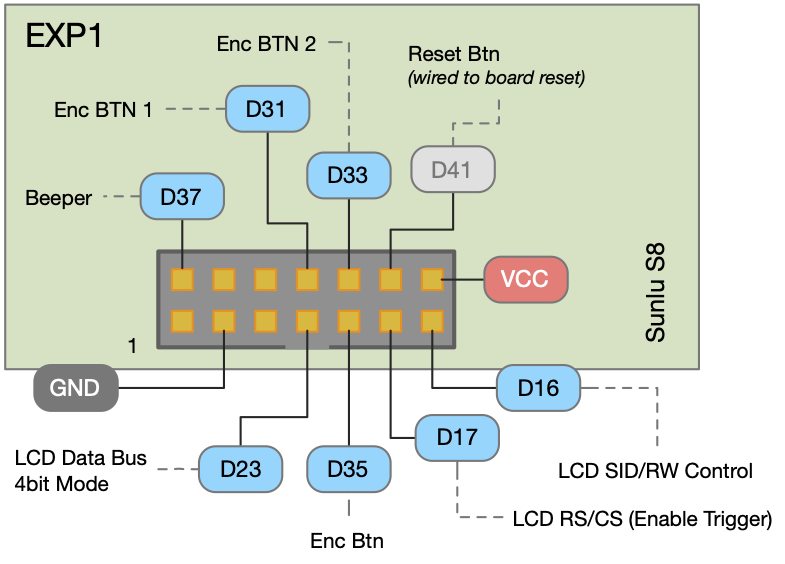 EXP1
Enc BTN 2
Reset Btn
(wired to board reset)
Enc BTN 1
D31
D33
D41
Beeper
D37
VCC
Sunlu S8
1
GND
D16
D17
LCD Data Bus
4bit Mode
D23
D35
LCD SID/RW Control
LCD RS/CS (Enable Trigger)
Enc Btn